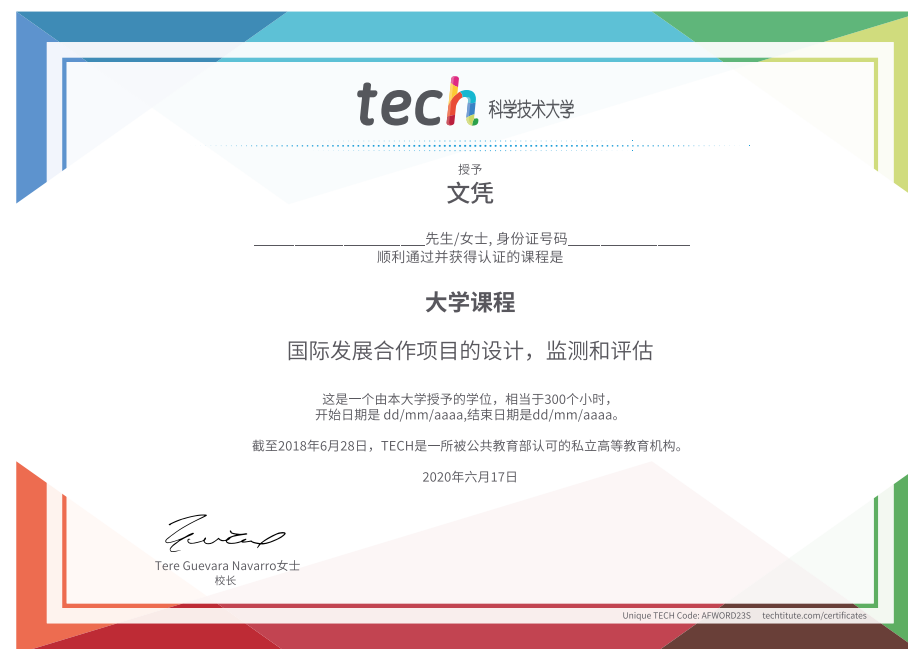 tech 科学技术大学
授予
文凭
________________________先生/女士, 身份证号码_________________
顺利通过并获得认证的课程是
大学课程
国际发展合作项目的设计，监测和评估
这是一个由本大学授予的学位，相当于300个小时，
开始日期是 dd/mm/aaaa,结束日期是dd/mm/aaaa。
截至2018年6月28日，TECH是一所被公共教育部认可的私立高等教育机构。
2020年六月17日
Tere Guevara Navarro女士
校长
Unique TECH Code: AFWORD23S techtitute.com/certificates